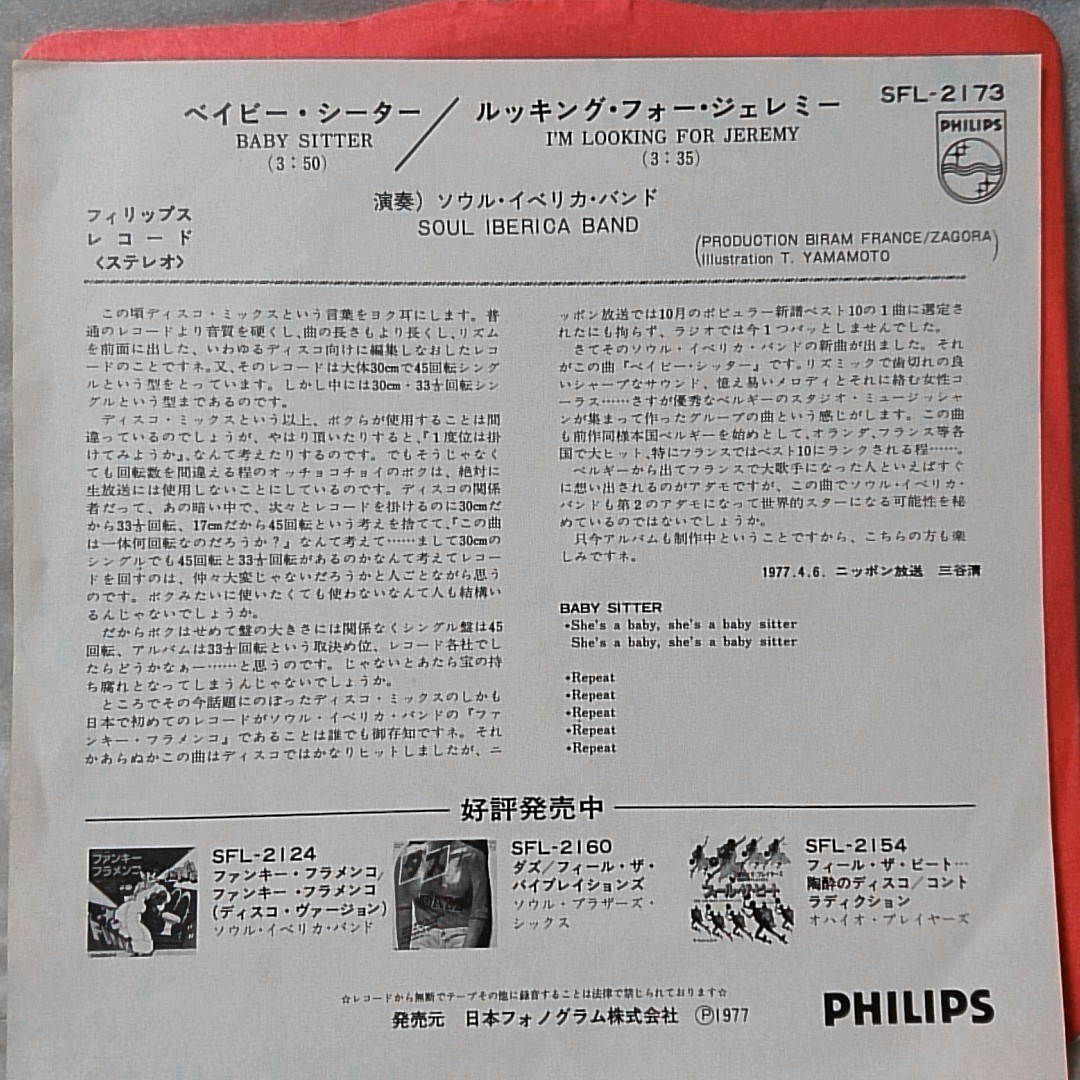 SFL-2173
ベイビー・シーター／ルッキング・フォー・ジェレミー
BABY SITTER
(3：50)
I'M LOOKING FOR JEREMY
(3：35)
PHILIPS
演奏) ソウル・イベリカ・バンド
SOUL IBERICA BAND
フィリップス
レコード
〈ステレオ〉
(PRODUCTION BIRAM FRANCE/ZAGORA)
(Illustration T. YAMAMOTO)
この頃ディスコ・ミックスという言葉をヨク耳にします。普
通のレコードより音質を硬くし、曲の長さもより長くし、リズム
を前面に出した、いわゆるディスコ向けに編集しなおしたレコ
ードのことですネ。又、そのレコードは大体30cmで45回転シング
ルという型をとっています。しかし中には30cm・33⅓回転シン
グルという型まであるのです。
ディスコ・ミックスという以上、ボクらが使用することは間
違っているのでしょうが、やはり頂いたりすると、『1度位は掛
けてみようか』なんて考えたりするのです。でもそうじゃなく
ても回転数を間違える程のオッチョコチョイのボクは、絶対に
生放送には使用しないことにしているのです。ディスコの関係
者だって、あの暗い中で、次々とレコードを掛けるのに30cmだ
から33⅓回転、17cmだから45回転という考えを捨てて、『この曲
は一体何回転なのだろうか？』なんて考えて……まして30cmの
シングルでも45回転と33⅓回転があるのかなんて考えてレコー
ドを回すのは、仲々大変じゃないだろうかと人ごとながら思う
のです。ボクみたいに使いたくても使わないなんて人も結構い
るんじゃないでしょうか。
だからボクはせめて盤の大きさには関係なくシングル盤は45
回転、アルバムは33⅓回転という取決め位、レコード各社でし
たらどうかなぁー……と思うのです。じゃないとあたら宝の持
ち腐れとなってしまうんじゃないでしょうか。
ところでその今話題にのぼったディスコ・ミックスのしかも
日本で初めてのレコードがソウル・イベリカ・バンドの『ファ
ンキー・フラメンコ』であることは誰でも御存知ですネ。それ
かあらぬかこの曲はディスコではかなりヒットしましたが、ニ
ッポン放送では10月のポピュラー新譜ベスト10の1曲に選定さ
れたにも拘らず、ラジオでは今1つパッとしませんでした。
さてそのソウル・イベリカ・バンドの新曲が出ました。それ
がこの曲『ベイビー・シッター』です。リズミックで歯切れの良
いシャープなサウンド、憶え易いメロディとそれに絡む女性コ
ーラス……さすが優秀なベルギーのスタジオ・ミュージッシャ
ンが集まって作ったグループの曲という感じがします。この曲
も前作同様本国ベルギーを始めとして、オランダ、フランス等各
国で大ヒット、特にフランスではベスト10にランクされる程……。
ベルギーから出てフランスで大歌手になった人といえばすぐ
に想い出されるのがアダモですが、この曲でソウル・イベリカ・
バンドも第2のアダモになって世界的スターになる可能性を秘
めているのではないでしょうか。
只今アルバムも制作中ということですから、こちらの方も楽
しみですネ。
1977.4.6. ニッポン放送 三谷清
BABY SITTER
•She's a baby, she's a baby sitter
She's a baby, she's a baby sitter
•Repeat
•Repeat
•Repeat
•Repeat
•Repeat
好評発売中
ファンキー
フラメンコ
SFL-2124
ファンキー・フラメンコ/
ファンキー・フラメンコ
(ディスコ・ヴァージョン)
ソウル・イベリカ・バンド
SFL-2160
ダズ／フィール・ザ・
バイブレイションズ
ソウル・ブラザーズ・
シックス
フィール・ザ・ビート
SFL-2154
フィール・ザ・ビート…
陶酔のディスコ／コント
ラディクション
オハイオ・プレイヤーズ
☆レコードから無断でテープその他に録音することは法律で禁じられております☆
発売元 日本フォノグラム株式会社 Ⓟ1977
PHILIPS